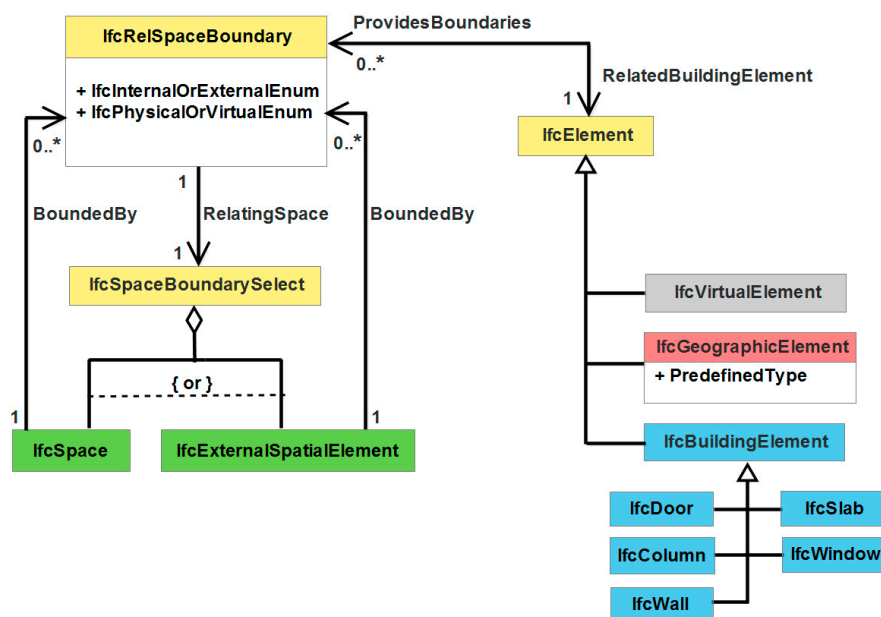 ProvidesBoundaries
IfcRelSpaceBoundary
0..*
+ IfcInternalOrExternalEnum
+ IfcPhysicalOrVirtualEnum
RelatedBuildingElement
1
IfcElement
0..*
0..*
1
BoundedBy
RelatingSpace
BoundedBy
1
IfcSpaceBoundarySelect
IfcVirtualElement
IfcGeographicElement
+ PredefinedType
{ or }
1
1
IfcSpace
IfcExternalSpatialElement
IfcBuildingElement
IfcDoor
IfcSlab
IfcColumn
IfcWindow
IfcWall